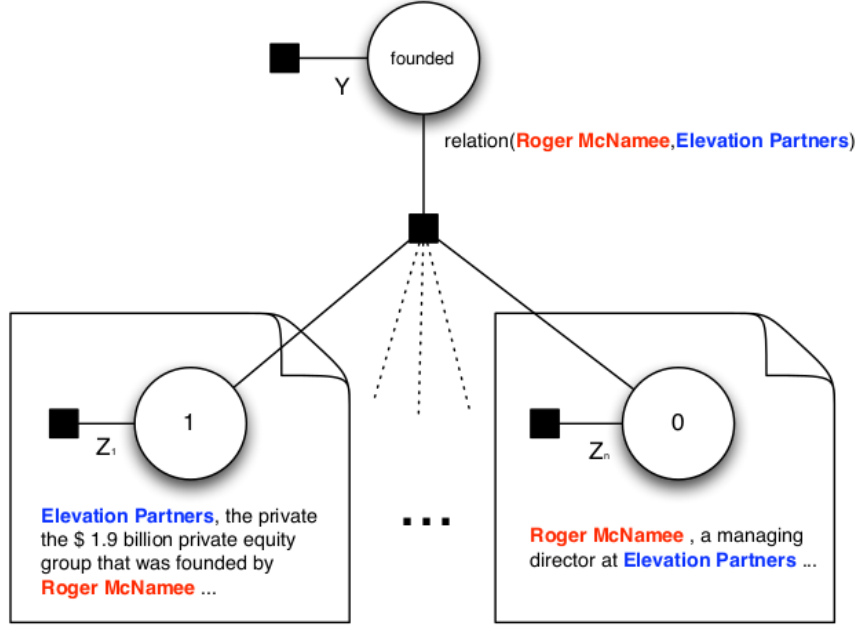 founded
Y
relation(Roger McNamee,Elevation Partners)
1
Z₁
Elevation Partners, the private
the $ 1.9 billion private equity
group that was founded by
Roger McNamee ...
...
0
Zₙ
Roger McNamee , a managing
director at Elevation Partners ...